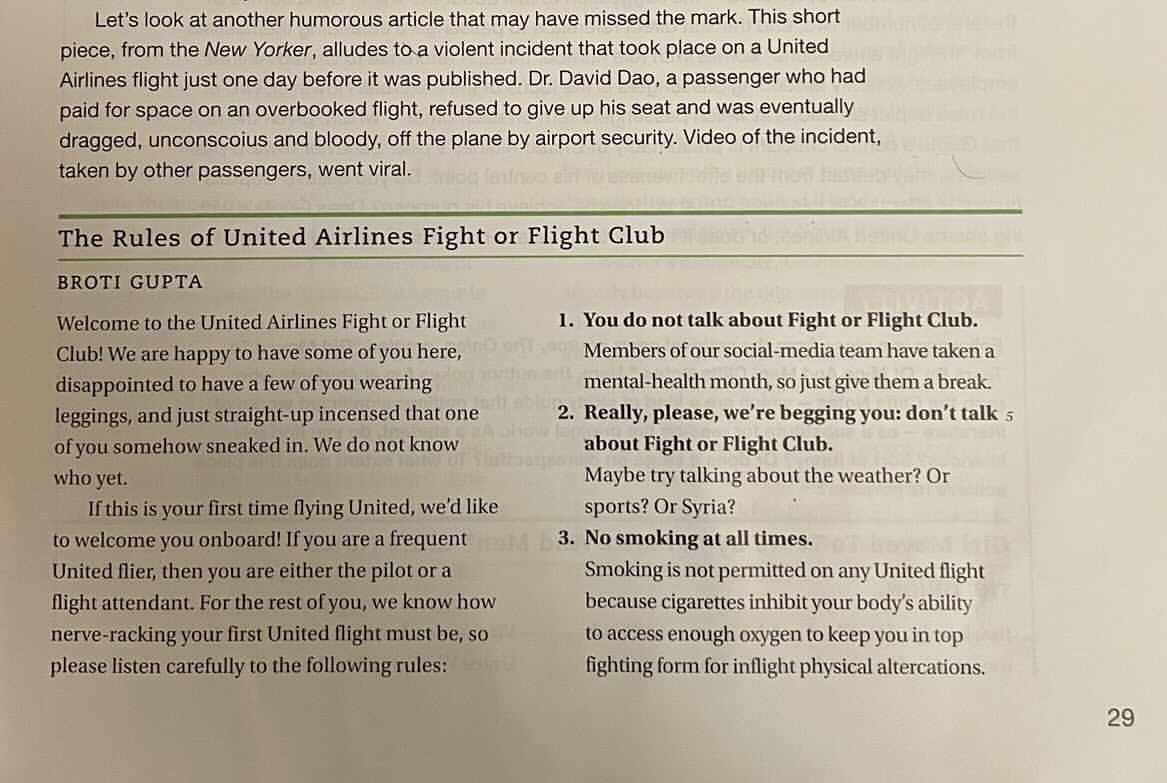 Let's look at another humorous article that may have missed the mark. This short
piece, from the New Yorker, alludes to a violent incident that took place on a United
Airlines flight just one day before it was published. Dr. David Dao, a passenger who had
paid for space on an overbooked flight, refused to give up his seat and was eventually
dragged, unconscoius and bloody, off the plane by airport security. Video of the incident,
taken by other passengers, went viral.
The Rules of United Airlines Fight or Flight Club
BROTI GUPTA
Welcome to the United Airlines Fight or Flight
Club! We are happy to have some of you here,
disappointed to have a few of you wearing
leggings, and just straight-up incensed that one
of you somehow sneaked in. We do not know
who yet.
If this is your first time flying United, we'd like
to welcome you onboard! If you are a frequent
United flier, then you are either the pilot or a
flight attendant. For the rest of you, we know how
nerve-racking your first United flight must be, so
please listen carefully to the following rules:
1. You do not talk about Fight or Flight Club.
Members of our social-media team have taken a
mental-health month, so just give them a break.
2. Really, please, we're begging you: don't talk 5
about Fight or Flight Club.
Maybe try talking about the weather? Or
sports? Or Syria?
3. No smoking at all times.
Smoking is not permitted on any United flight
because cigarettes inhibit your body's ability
to access enough oxygen to keep you in top
fighting form for inflight physical altercations.
29